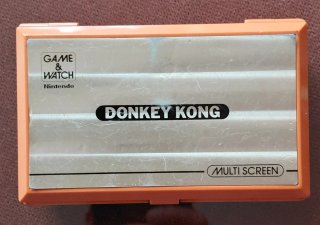 GAME
&
WATCH
Nintendo
DONKEY KONG
MULTI SCREEN